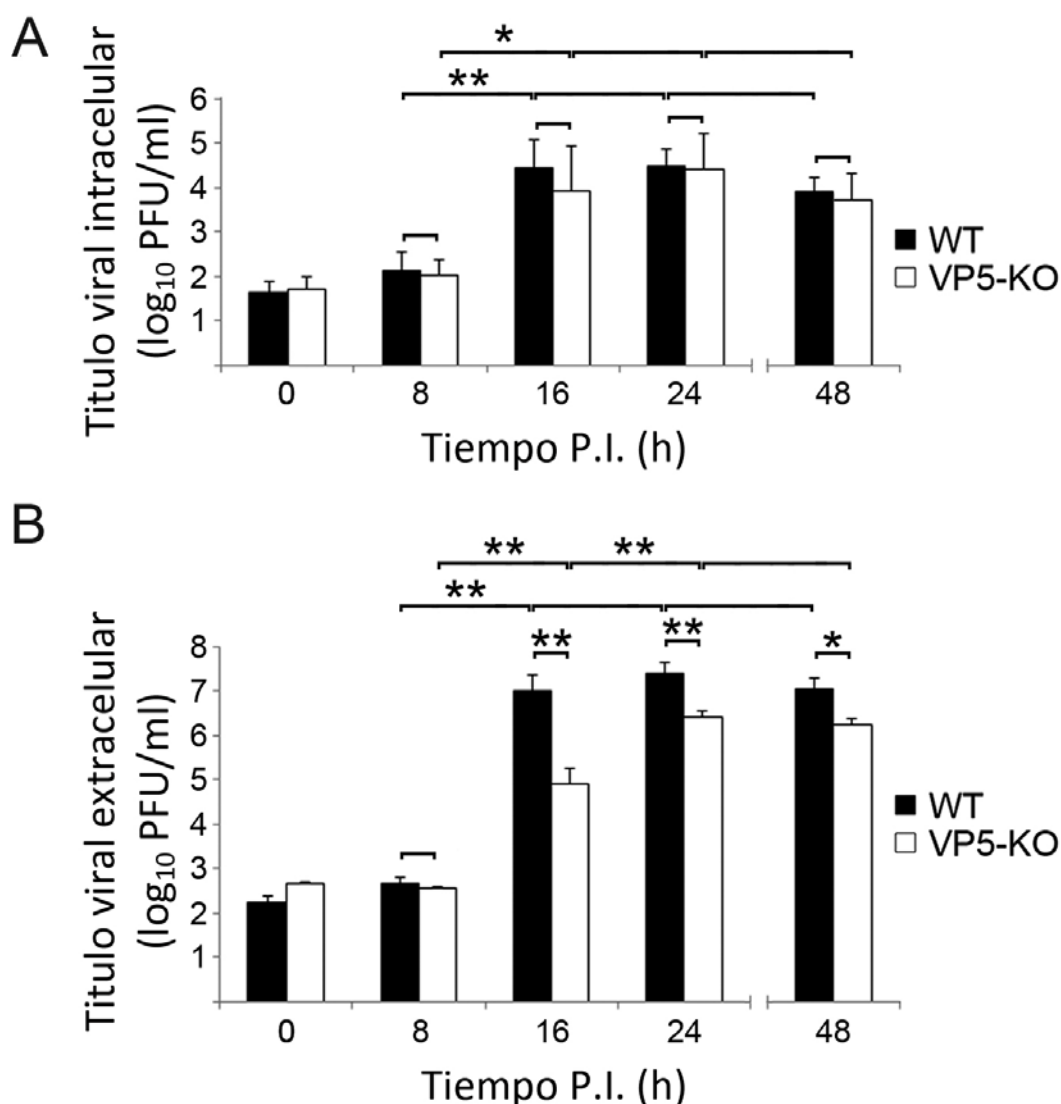 A
*
**
Titulo viral intracelular
(log₁₀ PFU/ml)
6
5
4
3
2
1
0 8 16 24 48
Tiempo P.I. (h)
WT
VP5-KO
B
** **
**
** ** *
Titulo viral extracelular
(log₁₀ PFU/ml)
8
7
6
5
4
3
2
1
0 8 16 24 48
Tiempo P.I. (h)
WT
VP5-KO